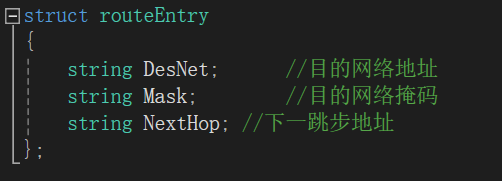 struct routeEntry
{
string DesNet; //目的网络地址
string Mask; //目的网络掩码
string NextHop; //下一跳步地址
};